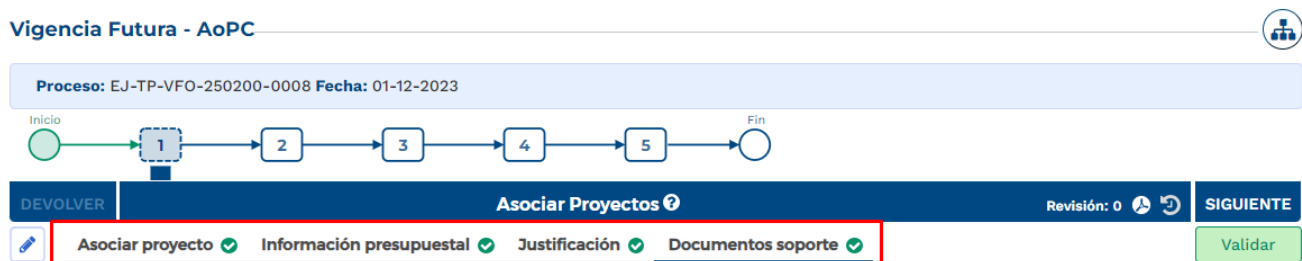 Vigencia Futura - AoPC
Proceso: EJ-TP-VFO-250200-0008 Fecha: 01-12-2023
Inicio
Fin
1
2
3
4
5
DEVOLVER
Asociar Proyectos
Revisión: 0
SIGUIENTE
Asociar proyecto
Información presupuestal
Justificación
Documentos soporte
Validar